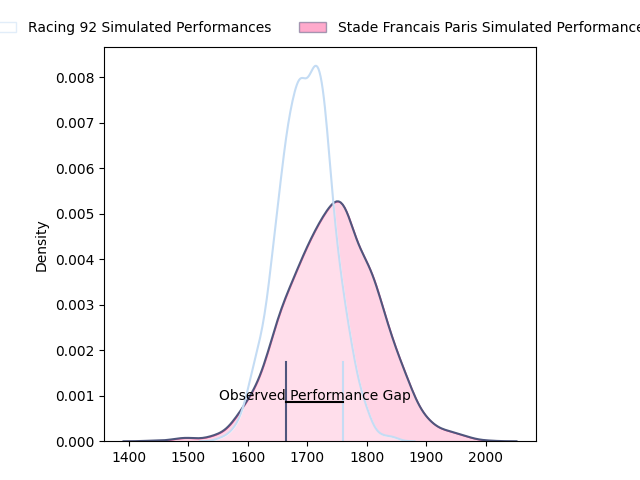 Racing 92 Simulated Performances
Stade Francais Paris Simulated Performance
0.008
0.007
0.006
0.005
0.004
0.003
0.002
0.001
0.000
Density
Observed Performance Gap
1400 1500 1600 1700 1800 1900 2000